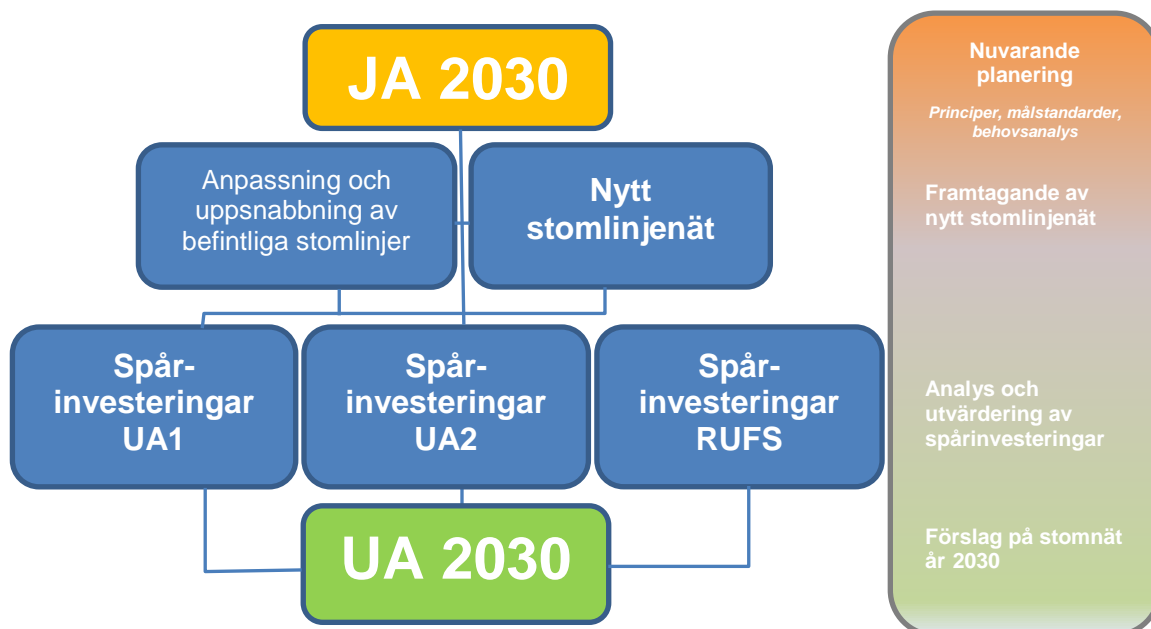 JA 2030
Anpassning och
uppsnabbning av
befintliga stomlinjer
Nytt
stomlinjenät
Spår-
investeringar
UA1
Spår-
investeringar
UA2
Spår-
investeringar
RUFS
UA 2030
Nuvarande
planering
Principer, målstandarder,
behovsanalys
Framtagande av
nytt stomlinjenät
Analys och
utvärdering av
spårinvesteringar
Förslag på stomnät
år 2030